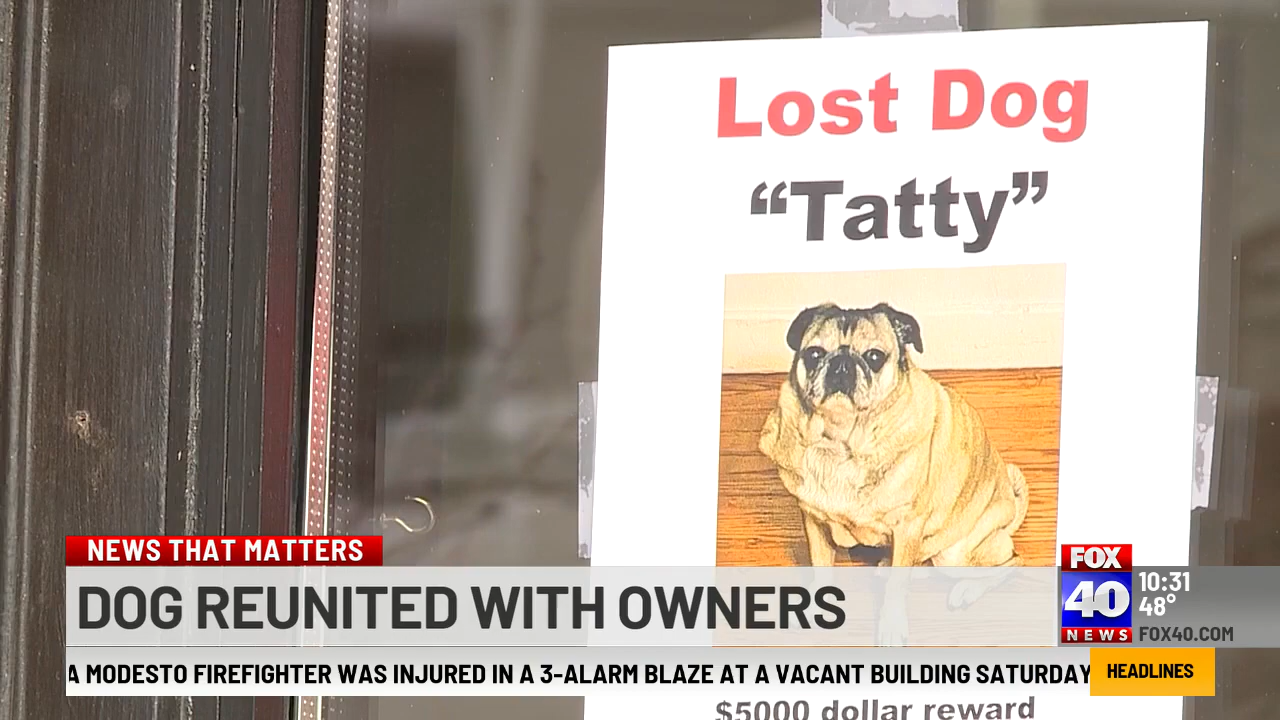 Lost Dog
“Tatty”
NEWS THAT MATTERS
DOG REUNITED WITH OWNERS
FOX
40
NEWS
10:31
48°
FOX40.COM
A MODESTO FIREFIGHTER WAS INJURED IN A 3-ALARM BLAZE AT A VACANT BUILDING SATURDAY
HEADLINES
$5000 dollar reward